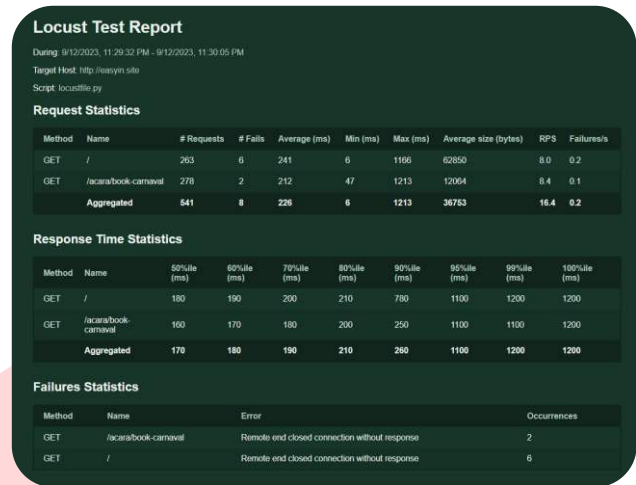 Locust Test Report
During: 9/12/2023, 11:29:32 PM - 9/12/2023, 11:30:05 PM
Target Host: http://easyin.site
Script: locustfile.py
Request Statistics
Method Name # Requests # Fails Average (ms) Min (ms) Max (ms) Average size (bytes) RPS Failures/s
GET / 263 6 241 6 1166 62850 8.0 0.2
GET /acara/book-carnaval 278 2 212 47 1213 12064 8.4 0.1
Aggregated 541 8 226 6 1213 36753 16.4 0.2
Response Time Statistics
Method Name 50%ile (ms) 60%ile (ms) 70%ile (ms) 80%ile (ms) 90%ile (ms) 95%ile (ms) 99%ile (ms) 100%ile (ms)
GET / 180 190 200 210 780 1100 1200 1200
GET /acara/book-carnaval 160 170 180 200 250 1100 1100 1200
Aggregated 170 180 190 210 260 1100 1200 1200
Failures Statistics
Method Name Error Occurrences
GET /acara/book-carnaval Remote end closed connection without response 2
GET / Remote end closed connection without response 6